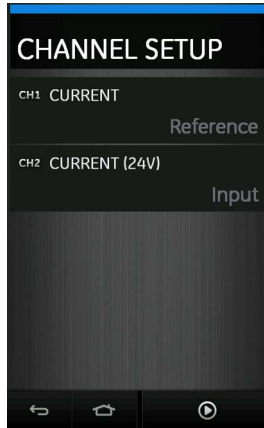 CHANNEL SETUP
CH1 CURRENT
Reference
CH2 CURRENT (24V)
Input